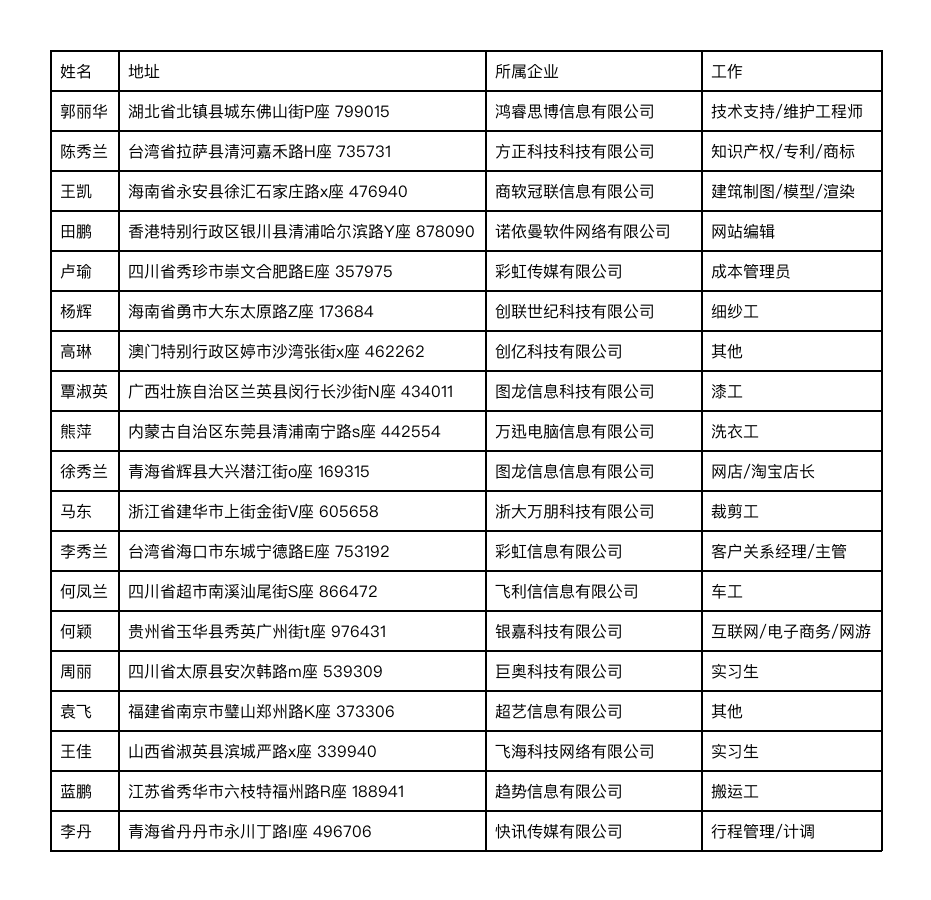 姓名 地址 所属企业 工作
郭丽华 湖北省北镇县城东佛山街P座 799015 鸿睿思博信息有限公司 技术支持/维护工程师
陈秀兰 台湾省拉萨县清河嘉禾路H座 735731 方正科技科技有限公司 知识产权/专利/商标
王凯 海南省永安县徐汇石家庄路x座 476940 商软冠联信息有限公司 建筑制图/模型/渲染
田鹏 香港特别行政区银川县清浦哈尔滨路Y座 878090 诺依曼软件网络有限公司 网站编辑
卢瑜 四川省秀珍市崇文合肥路E座 357975 彩虹传媒有限公司 成本管理员
杨辉 海南省勇市大东太原路Z座 173684 创联世纪科技有限公司 细纱工
高琳 澳门特别行政区婷市沙湾张街x座 462262 创亿科技有限公司 其他
覃淑英 广西壮族自治区兰英县闵行长沙街N座 434011 图龙信息科技有限公司 漆工
熊萍 内蒙古自治区东莞县清浦南宁路s座 442554 万迅电脑信息有限公司 洗衣工
徐秀兰 青海省辉县大兴潜江街o座 169315 图龙信息信息有限公司 网店/淘宝店长
马东 浙江省建华市上街金街V座 605658 浙大万朋科技有限公司 裁剪工
李秀兰 台湾省海口市东城宁德路E座 753192 彩虹信息有限公司 客户关系经理/主管
何凤兰 四川省超市南溪汕尾街S座 866472 飞利信信息有限公司 车工
何颖 贵州省玉华县秀英广州街t座 976431 银嘉科技有限公司 互联网/电子商务/网游
周丽 四川省太原县安次韩路m座 539309 巨奥科技有限公司 实习生
袁飞 福建省南京市璧山郑州路K座 373306 超艺信息有限公司 其他
王佳 山西省淑英县滨城严路x座 339940 飞海科技网络有限公司 实习生
蓝鹏 江苏省秀华市六枝特福州路R座 188941 趋势信息有限公司 搬运工
李丹 青海省丹丹市永川丁路l座 496706 快讯传媒有限公司 行程管理/计调